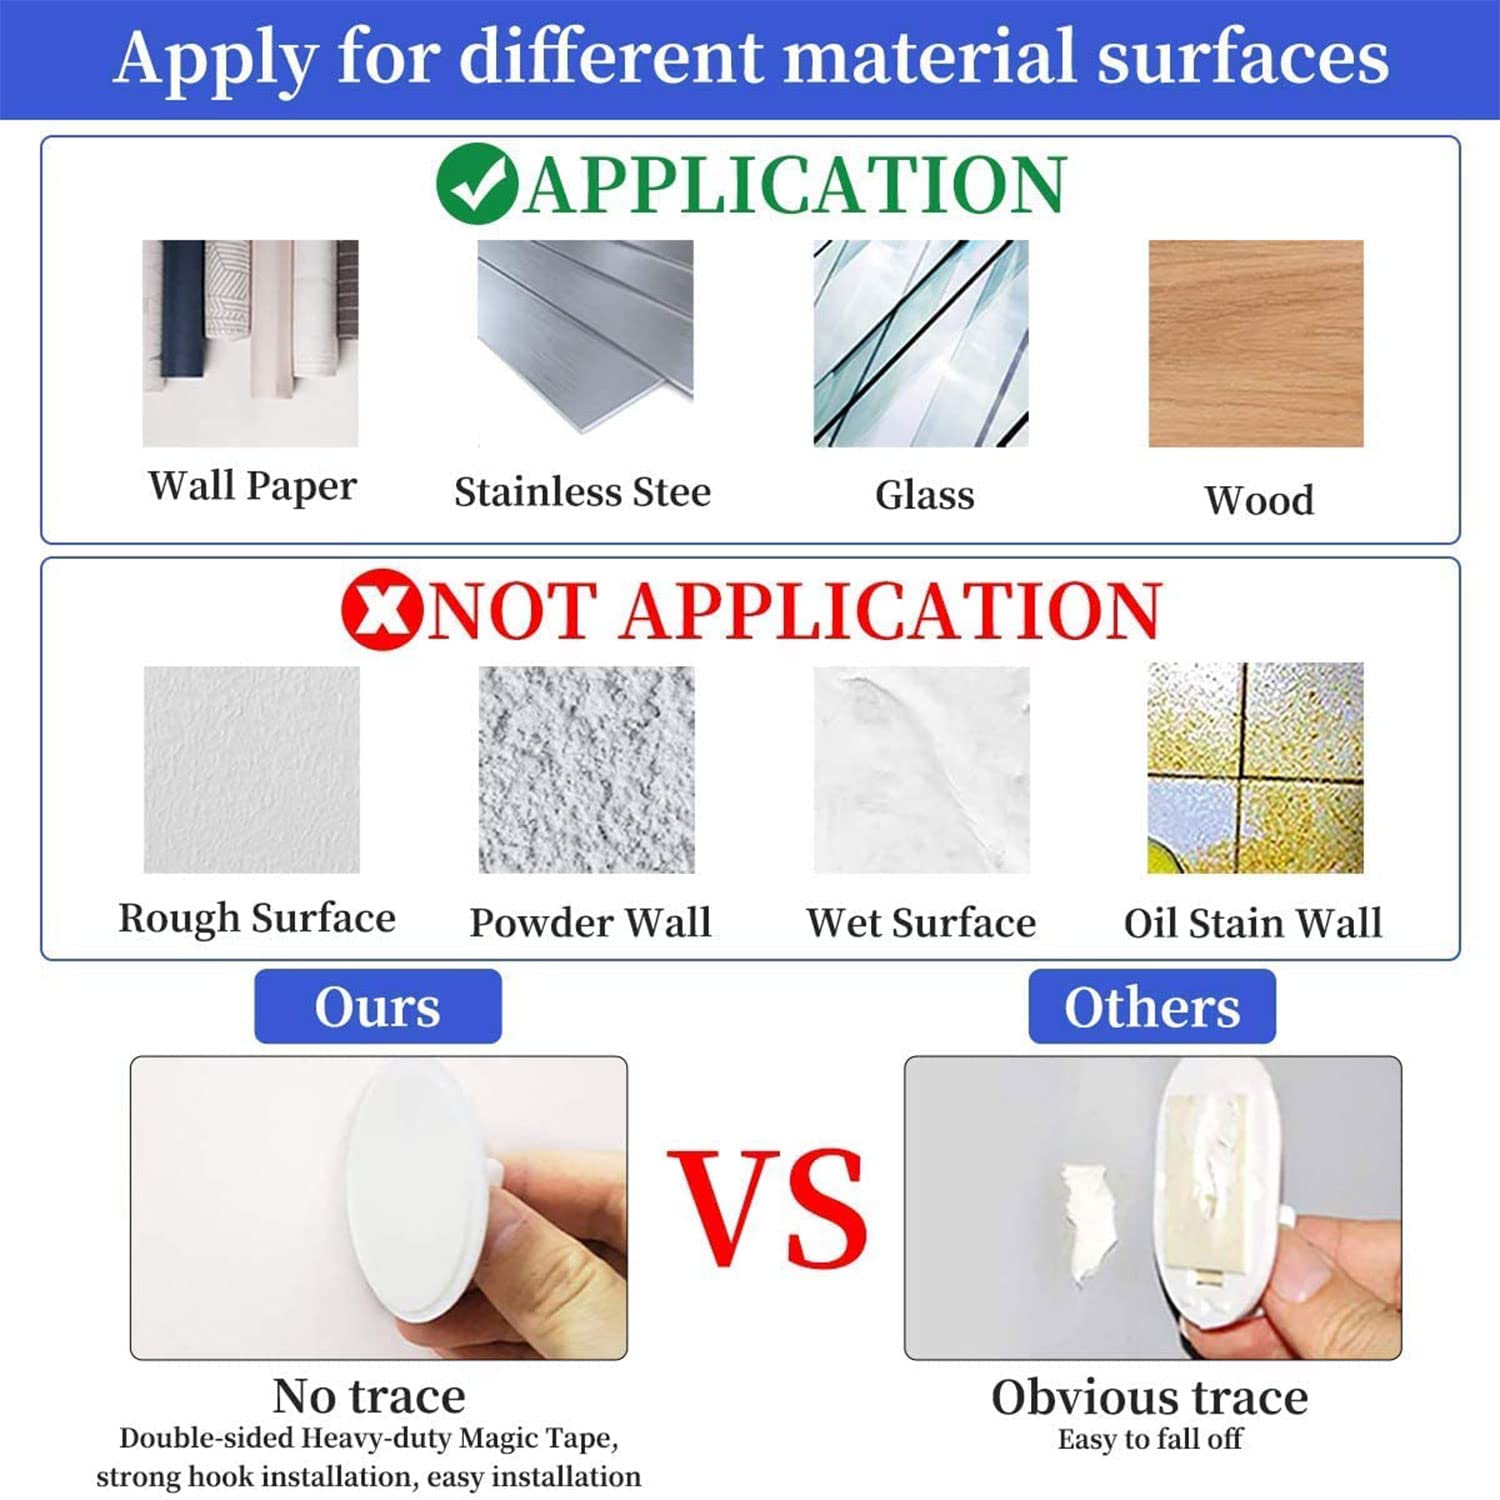 Apply for different material surfaces
APPLICATION
Wall Paper
Stainless Stee
Glass
Wood
NOT APPLICATION
Rough Surface
Powder Wall
Wet Surface
Oil Stain Wall
Ours
Others
VS
No trace
Double-sided Heavy-duty Magic Tape,
strong hook installation, easy installation
Obvious trace
Easy to fall off